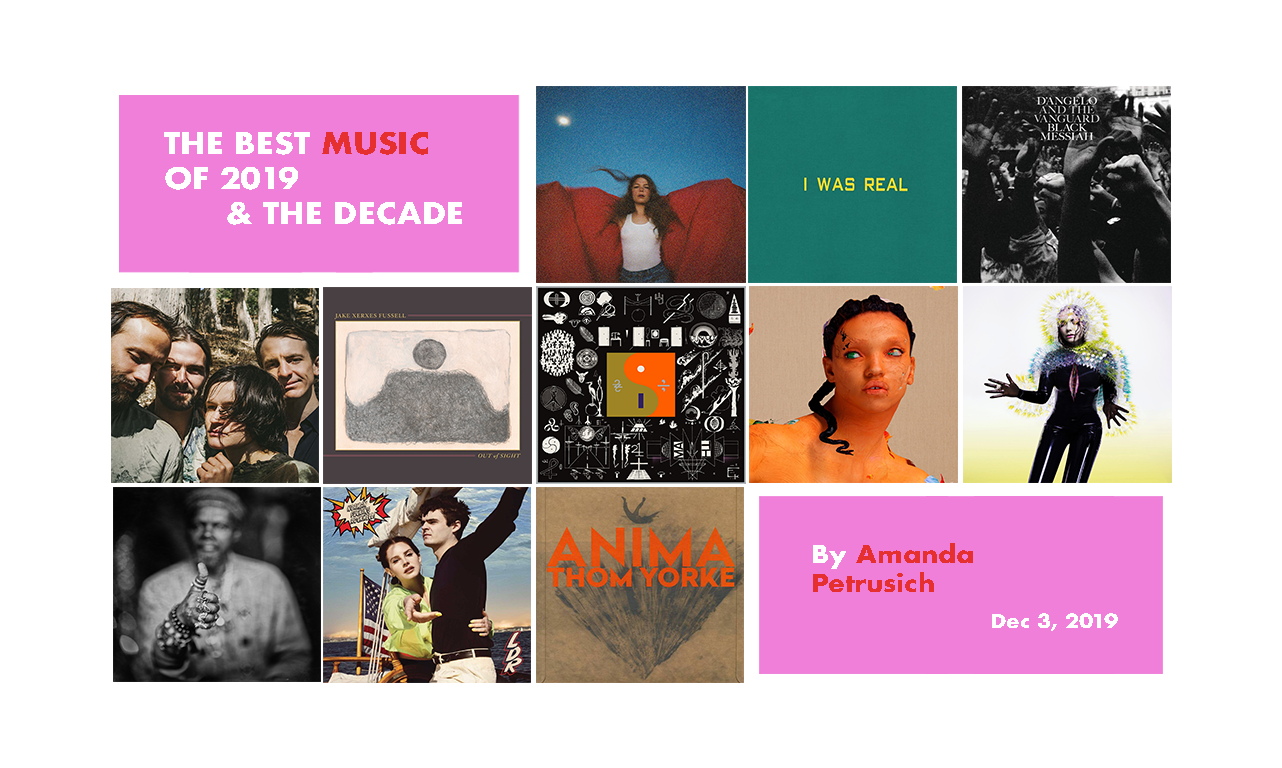 THE BEST MUSIC
OF 2019
& THE DECADE
I WAS REAL
D'ANGELO
AND THE
VANGUARD
BLACK
MESSIAH
JAKE XERXES FUSSELL
OUT of SIGHT
LDR
ANIMA
THOM YORKE
By Amanda
Petrusich
Dec 3, 2019